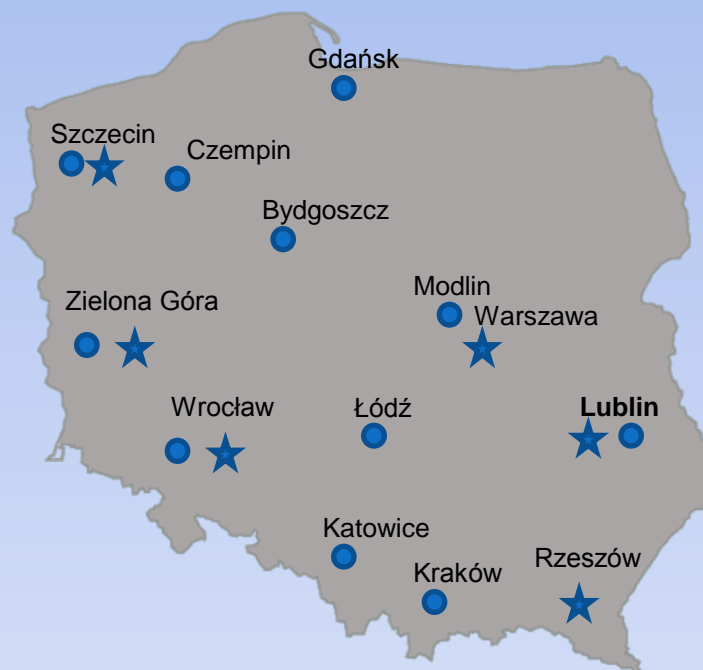 Gdańsk
Szczecin
Czempin
Bydgoszcz
Modlin
Zielona Góra
Warszawa
Wrocław
Łódź
Lublin
Katowice
Rzeszów
Kraków